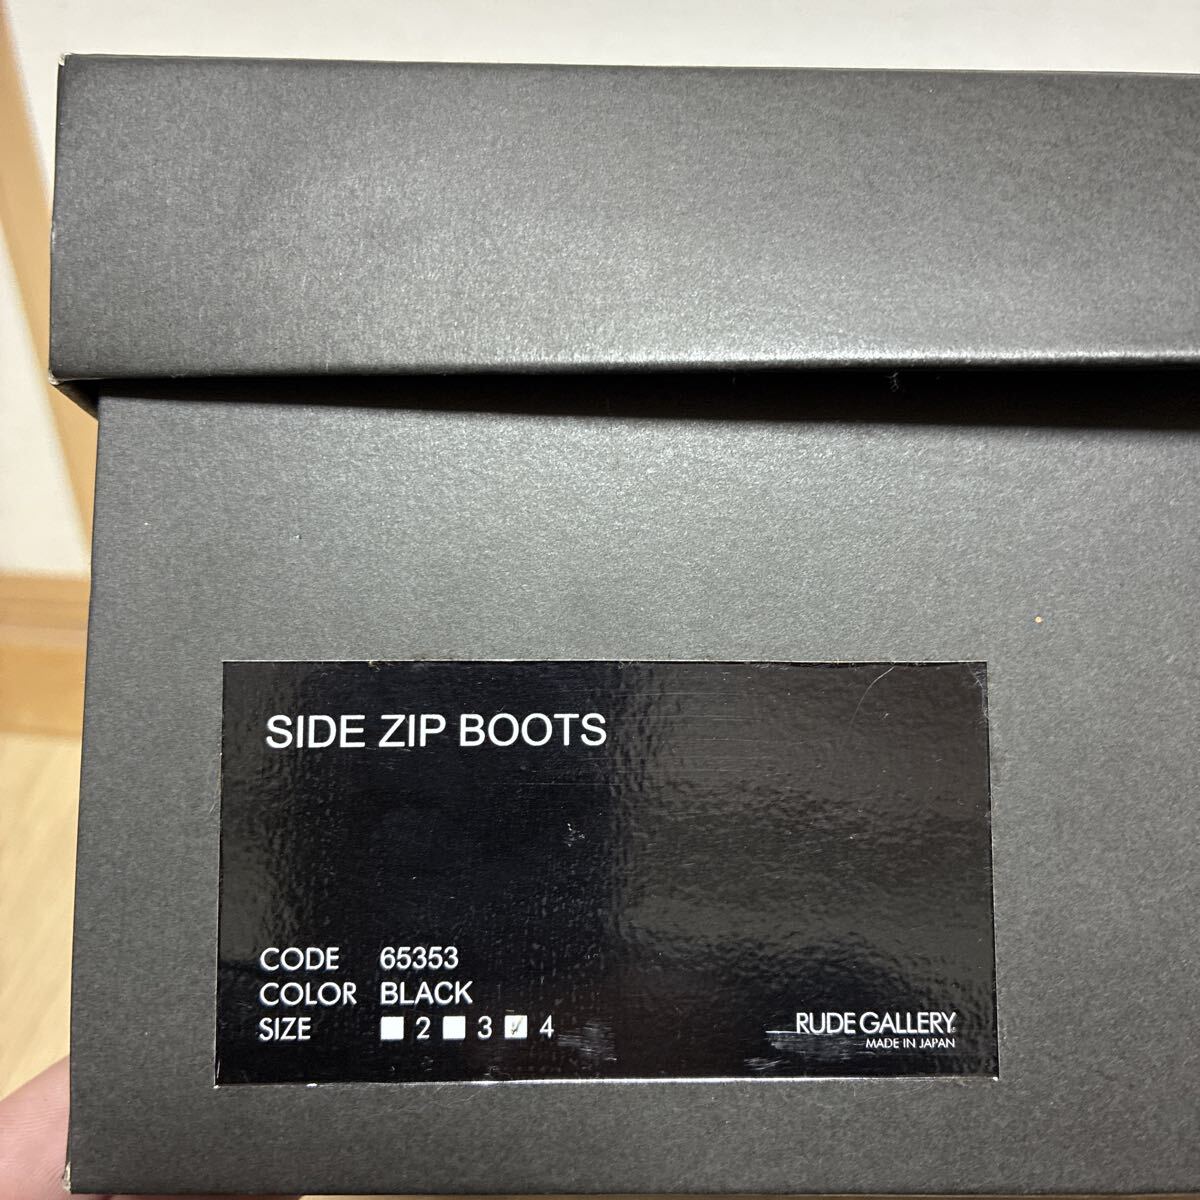 SIDE ZIP BOOTS
CODE 65353
COLOR BLACK
SIZE 2 3 4
RUDE GALLERY
MADE IN JAPAN